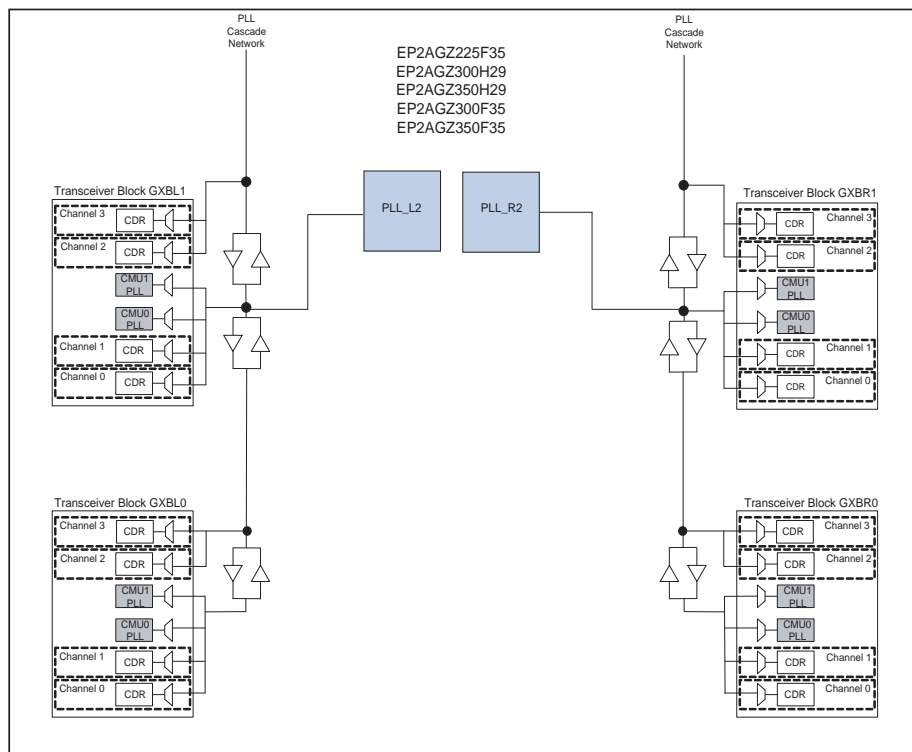 PLL
Cascade
Network
PLL
Cascade
Network
EP2AGZ225F35
EP2AGZ300H29
EP2AGZ350H29
EP2AGZ300F35
EP2AGZ350F35
PLL_L2
PLL_R2
Transceiver Block GXBL1
Channel 3
CDR
Channel 2
CDR
CMU1
PLL
CMU0
PLL
Channel 1
CDR
Channel 0
CDR
Transceiver Block GXBR1
Channel 3
CDR
Channel 2
CDR
CMU1
PLL
CMU0
PLL
Channel 1
CDR
Channel 0
CDR
Transceiver Block GXBL0
Channel 3
CDR
Channel 2
CDR
CMU1
PLL
CMU0
PLL
Channel 1
CDR
Channel 0
CDR
Transceiver Block GXBR0
Channel 3
CDR
Channel 2
CDR
CMU1
PLL
CMU0
PLL
Channel 1
CDR
Channel 0
CDR